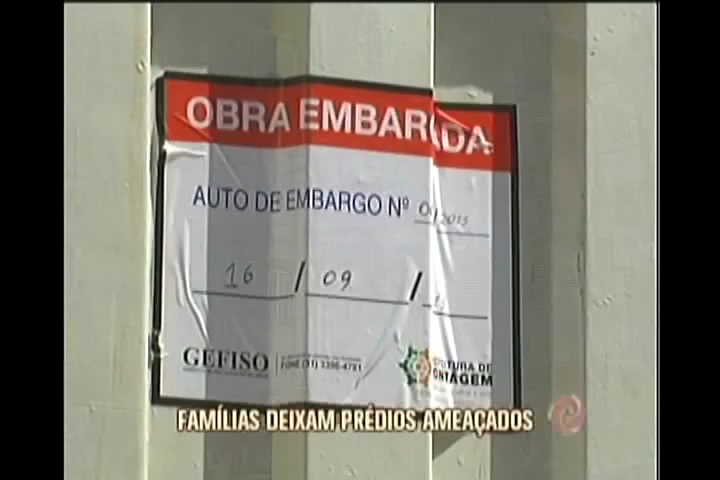 OBRA EMBARGADA
AUTO DE EMBARGO Nº
16 / 09 /
GEFISO
FAMÍLIAS DEIXAM PRÉDIOS AMEAÇADOS